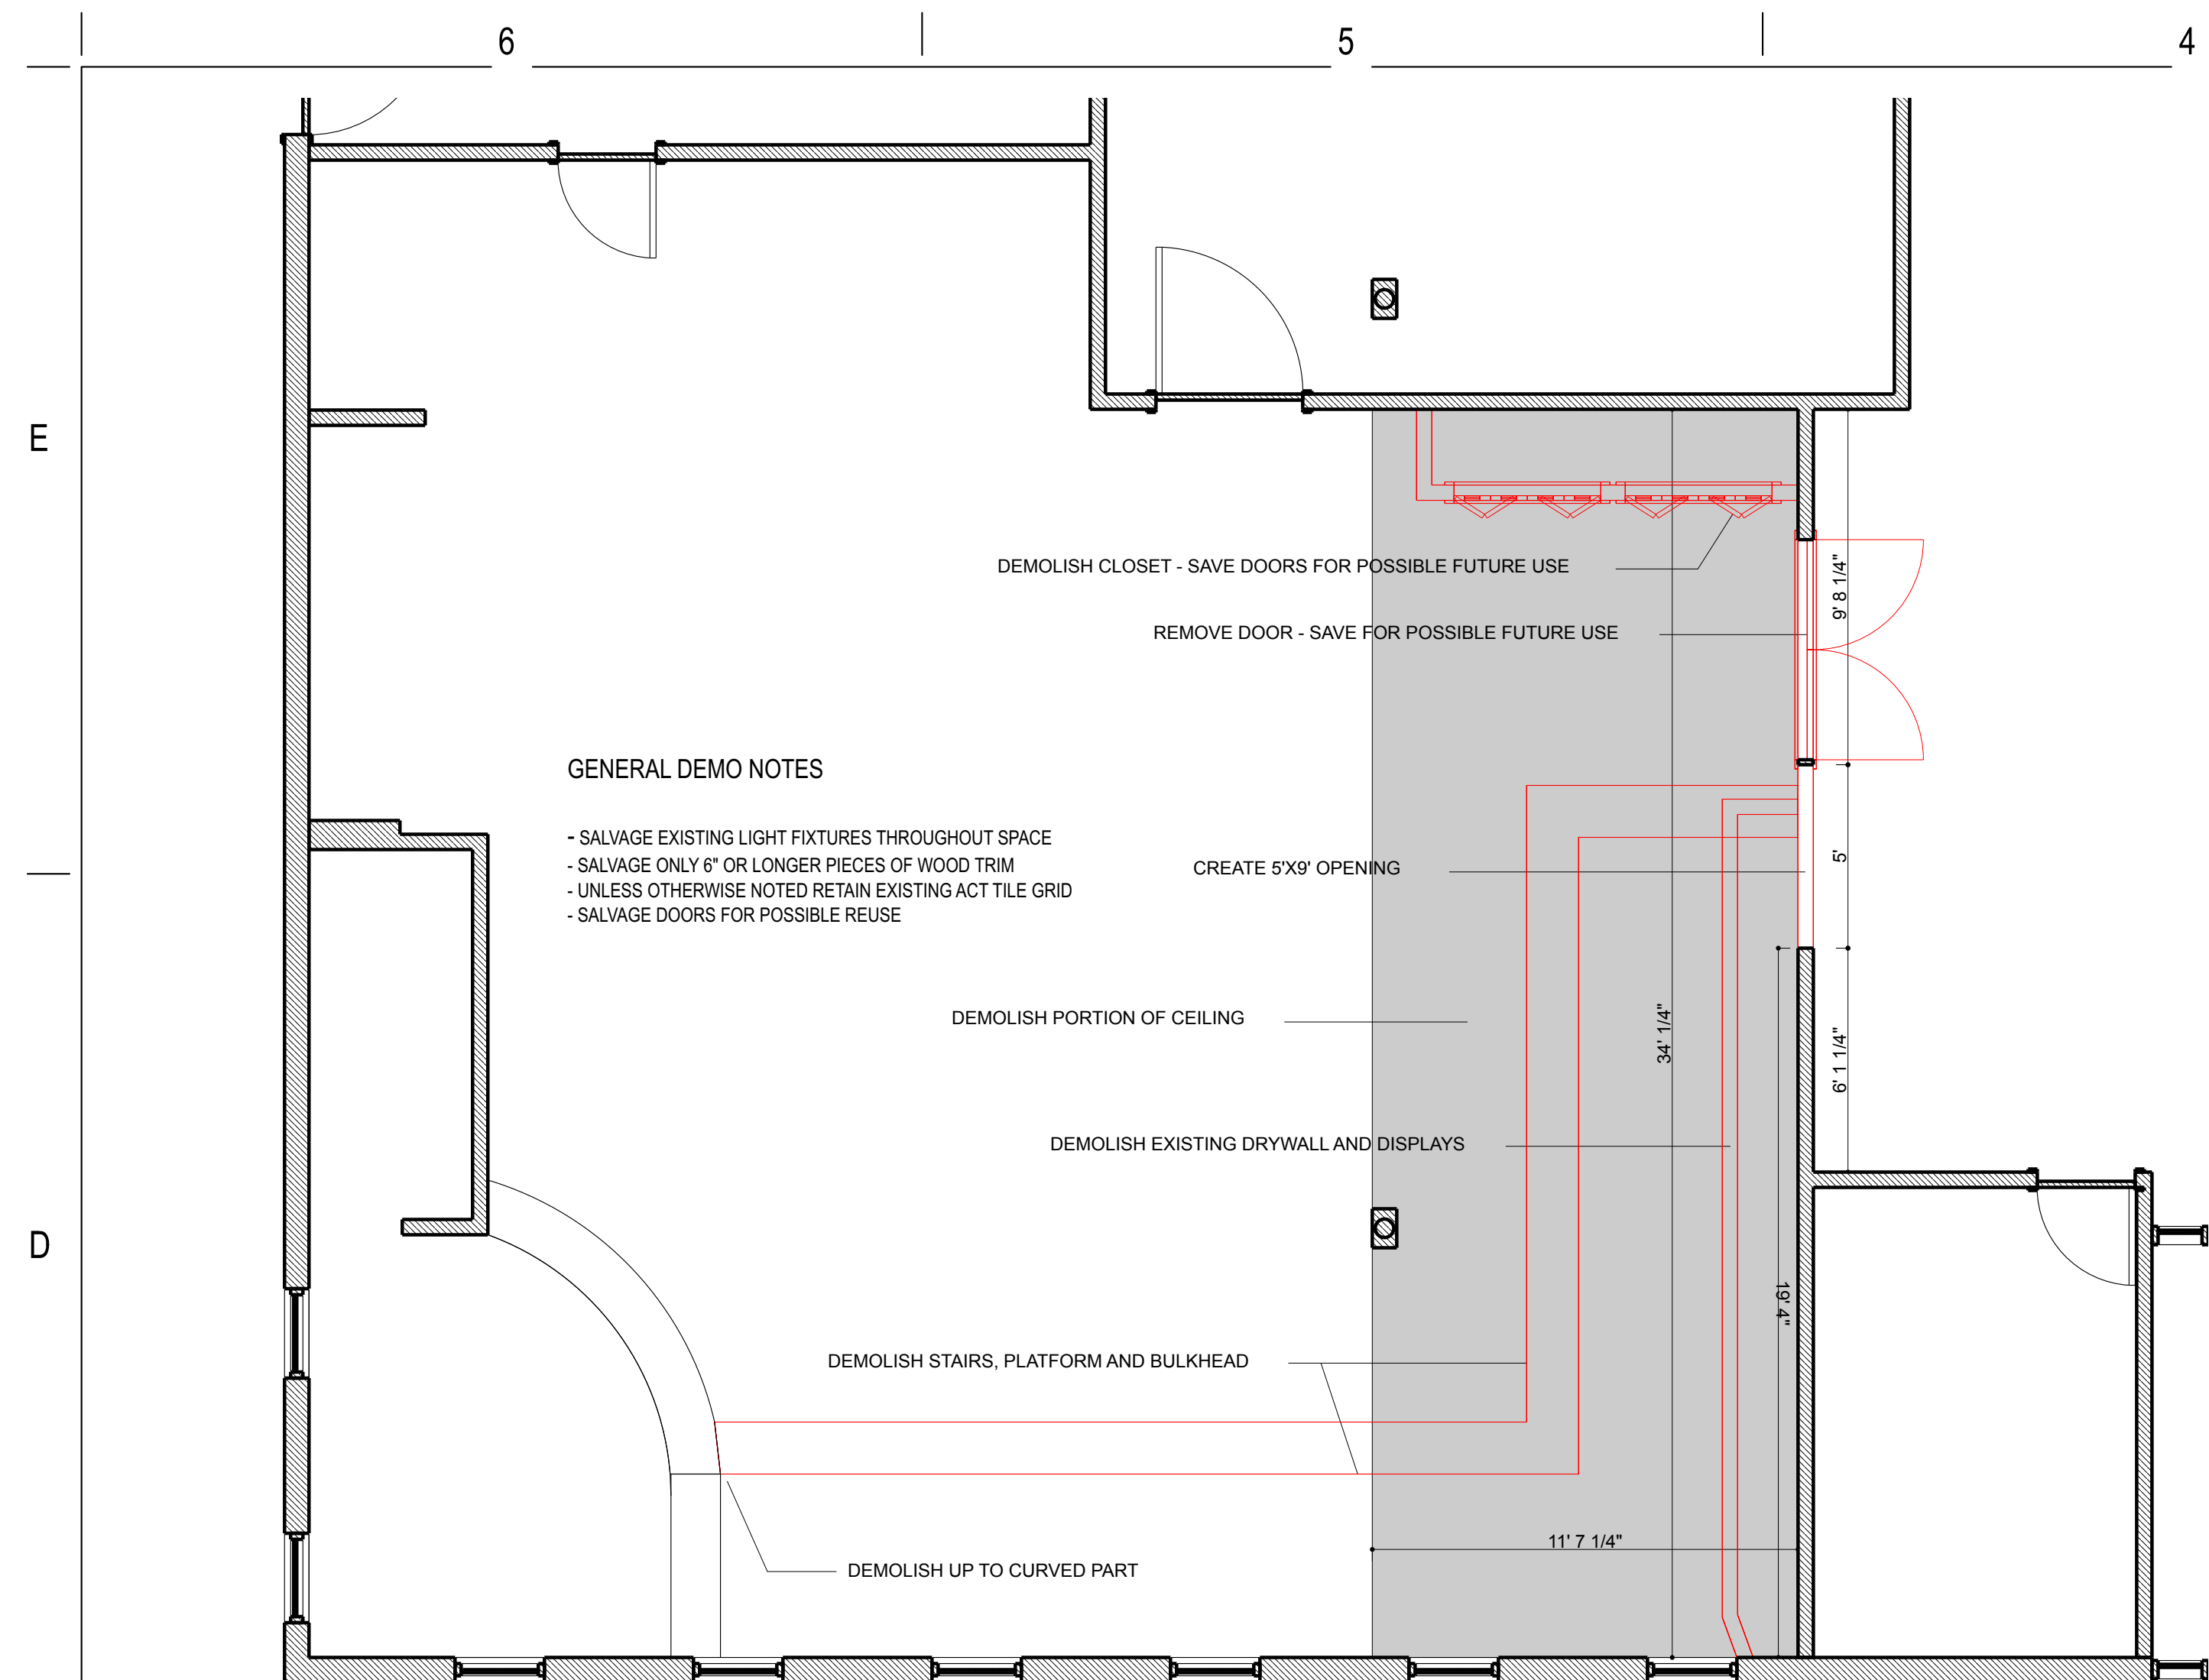 6
5
4
E
DEMOLISH CLOSET - SAVE DOORS FOR POSSIBLE FUTURE USE
9' 8 1/4"
REMOVE DOOR - SAVE FOR POSSIBLE FUTURE USE
GENERAL DEMO NOTES
- SALVAGE EXISTING LIGHT FIXTURES THROUGHOUT SPACE
- SALVAGE ONLY 6" OR LONGER PIECES OF WOOD TRIM
- UNLESS OTHERWISE NOTED RETAIN EXISTING ACT TILE GRID
- SALVAGE DOORS FOR POSSIBLE REUSE
CREATE 5'X9' OPENING
5'
DEMOLISH PORTION OF CEILING
34' 1/4"
6' 1 1/4"
DEMOLISH EXISTING DRYWALL AND DISPLAYS
D
19' 4"
DEMOLISH STAIRS, PLATFORM AND BULKHEAD
11' 7 1/4"
DEMOLISH UP TO CURVED PART